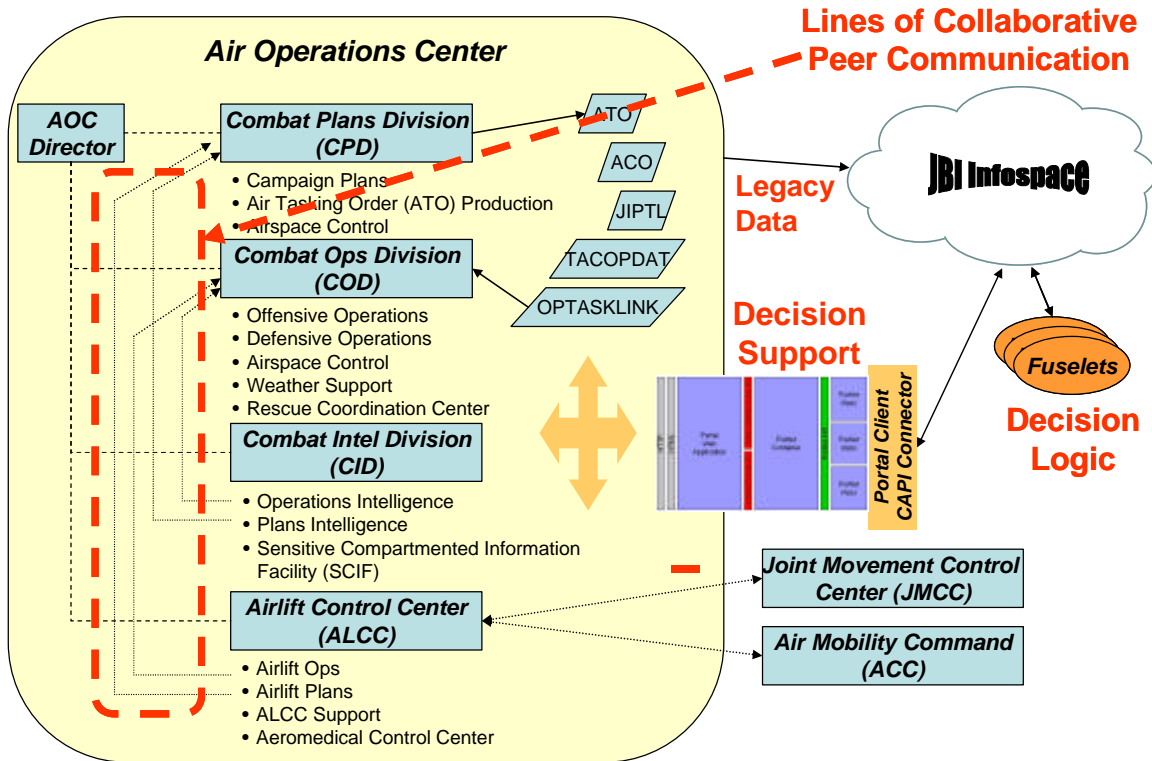 Lines of Collaborative
Peer Communication
Air Operations Center
AOC
Director
Combat Plans Division
(CPD)
• Campaign Plans
• Air Tasking Order (ATO) Production
• Airspace Control
ATO
ACO
JIPTL
TACOPDAT
OPTASKLINK
Legacy
Data
JBI Infospace
Combat Ops Division
(COD)
• Offensive Operations
• Defensive Operations
• Airspace Control
• Weather Support
• Rescue Coordination Center
Decision
Support
Portal Client
CAPI Connector
Fuselets
Decision
Logic
Combat Intel Division
(CID)
• Operations Intelligence
• Plans Intelligence
• Sensitive Compartmented Information
Facility (SCIF)
Airlift Control Center
(ALCC)
• Airlift Ops
• Airlift Plans
• ALCC Support
• Aeromedical Control Center
Joint Movement Control
Center (JMCC)
Air Mobility Command
(ACC)